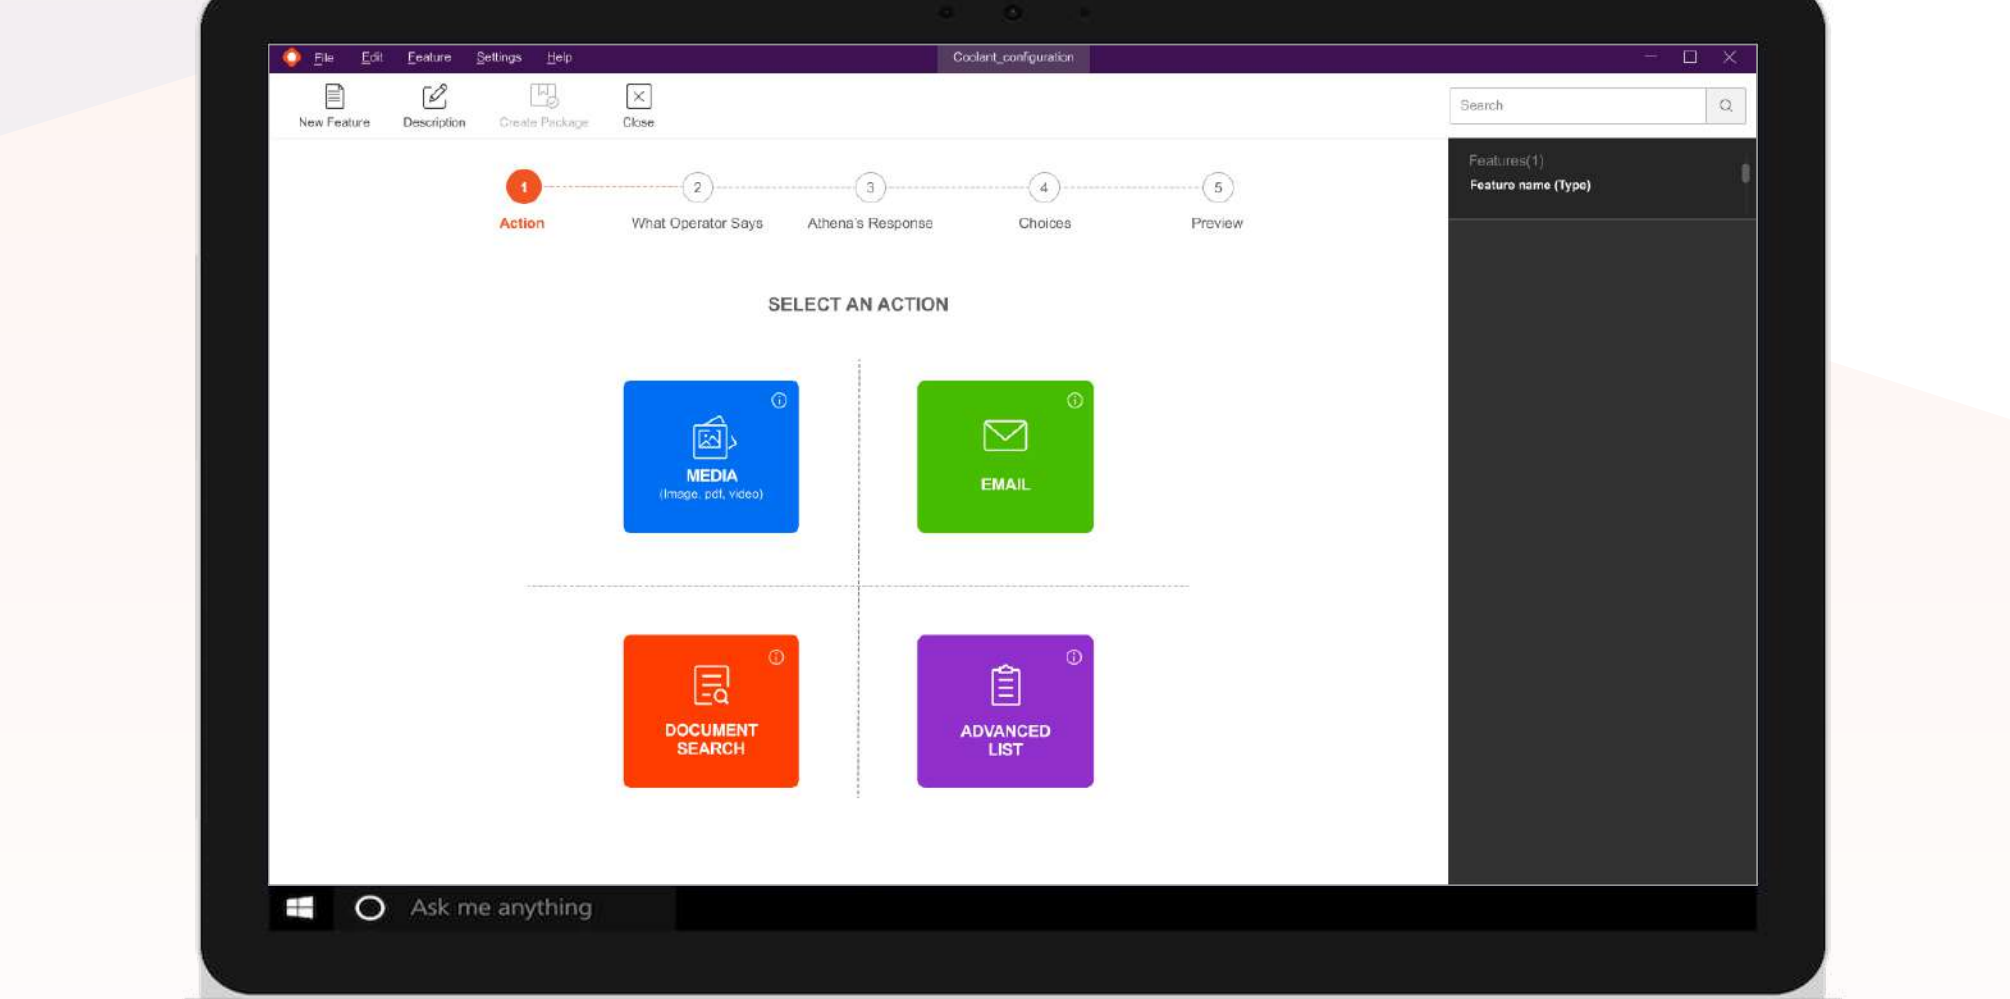 File Edit Feature Settings Help Coolant_configuration
New Feature Description Create Package Close
Search
1 2 3 4 5
Action What Operator Says Athena's Response Choices Preview
Features(1)
Feature name (Type)
SELECT AN ACTION
MEDIA
(Image, pdf, video)
EMAIL
DOCUMENT
SEARCH
ADVANCED
LIST
Ask me anything